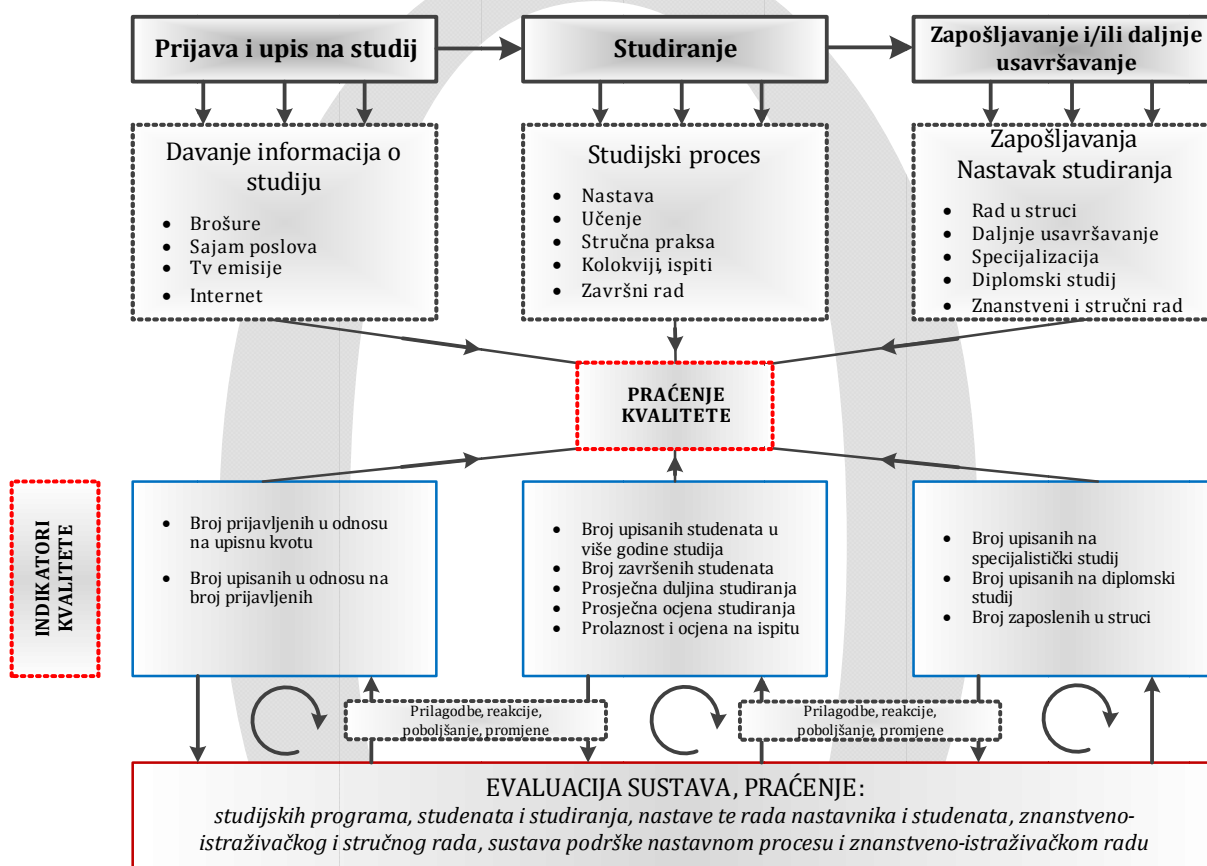 Prijava i upis na studij
Studiranje
Zapošljavanje i/ili daljnje
usavršavanje
Davanje informacija o
studiju
• Brošure
• Sajam poslova
• Tv emisije
• Internet
Studijski proces
• Nastava
• Učenje
• Stručna praksa
• Kolokviji, ispiti
• Završni rad
Zapošljavanja
Nastavak studiranja
• Rad u struci
• Daljnje usavršavanje
• Specijalizacija
• Diplomski studij
• Znanstveni i stručni rad
PRAĆENJE
KVALITETE
INDIKATORI
KVALITETE
• Broj prijavljenih u odnosu
na upisnu kvotu
• Broj upisanih u odnosu na
broj prijavljenih
• Broj upisanih studenata u
više godine studija
• Broj završenih studenata
• Prosječna duljina studiranja
• Prosječna ocjena studiranja
• Prolaznost i ocjena na ispitu
• Broj upisanih na
specijalistički studij
• Broj upisanih na diplomski
studij
• Broj zaposlenih u struci
Prilagodbe, reakcije,
poboljšanje, promjene
Prilagodbe, reakcije,
poboljšanje, promjene
EVALUACIJA SUSTAVA, PRAĆENJE:
studijskih programa, studenata i studiranja, nastave te rada nastavnika i studenata, znanstveno-
istraživačkog i stručnog rada, sustava podrške nastavnom procesu i znanstveno-istraživačkom radu